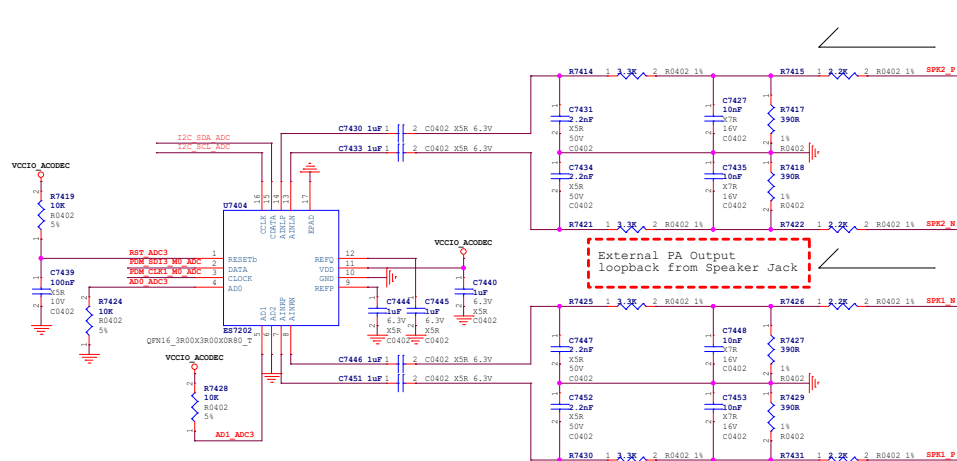 R7414 1 3.3K 2 R0402 1% R7415 1 2.2K 2 R0402 1% SPK2_P
C7431
2.2nF
X5R
50V
C0402
C7427
10nF
X7R
16V
C0402
R7417
390R
1%
R0402
C7430 1uF 1 2 C0402 X5R 6.3V
C7433 1uF 1 2 C0402 X5R 6.3V
I2C_SDA_ADC
I2C_SCL_ADC
C7434
2.2nF
X5R
50V
C0402
C7435
10nF
X7R
16V
C0402
R7418
390R
1%
R0402
R7421 1 3.3K 2 R0402 1% R7422 1 2.2K 2 R0402 1% SPK2_N
VCCIO_ACODEC
R7419
10K
R0402
5%
16 15 14 13 17
U7404
CCLK CDATA AINLP AINLN EPAD
RST_ADC3 1 RESETb
PDM_SDI3_M0_ADC 2 DATA
PDM_CLK1_M0_ADC 3 CLOCK
AD0_ADC3 4 AD0
REFQ 12
VDD 11
GND 10
REFP 9
AD1 AD2 AINRP AINRN
5 6 7 8
ES7202
QFN16_3R00X3R00X0R80_T
VCCIO_ACODEC
C7439
100nF
X5R
10V
C0402
R7424
10K
R0402
5%
C7444
1uF
6.3V
X5R
C0402
C7445
1uF
6.3V
X5R
C0402
C7440
1uF
6.3V
X5R
C0402
External PA Output
loopback from Speaker Jack
VCCIO_ACODEC
R7428
10K
R0402
5%
AD1_ADC3
C7446 1uF 1 2 C0402 X5R 6.3V
C7451 1uF 1 2 C0402 X5R 6.3V
R7425 1 3.3K 2 R0402 1% R7426 1 2.2K 2 R0402 1% SPK1_N
C7447
2.2nF
X5R
50V
C0402
C7448
10nF
X7R
16V
C0402
R7427
390R
1%
R0402
C7452
2.2nF
X5R
50V
C0402
C7453
10nF
X7R
16V
C0402
R7429
390R
1%
R0402
R7430 1 3.3K 2 R0402 1% R7431 1 2.2K 2 R0402 1% SPK1_P